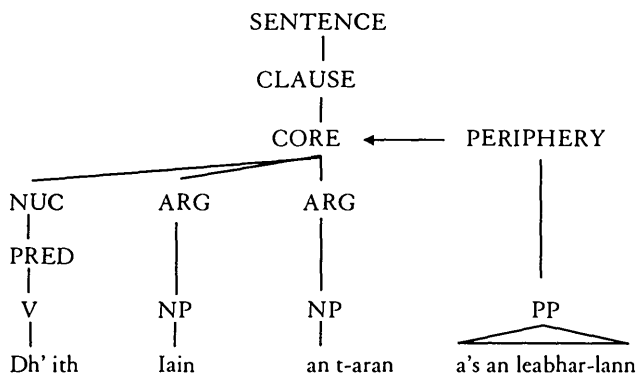 SENTENCE
CLAUSE
CORE PERIPHERY
NUC ARG ARG
PRED
V NP NP PP
Dh' ith Iain an t-aran a's an leabhar-lann